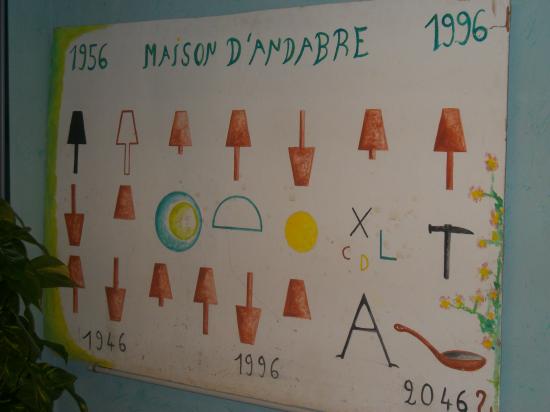 1956 MAISON D'ANDABRE 1996
X
C D L
A
1946 1996 2046?